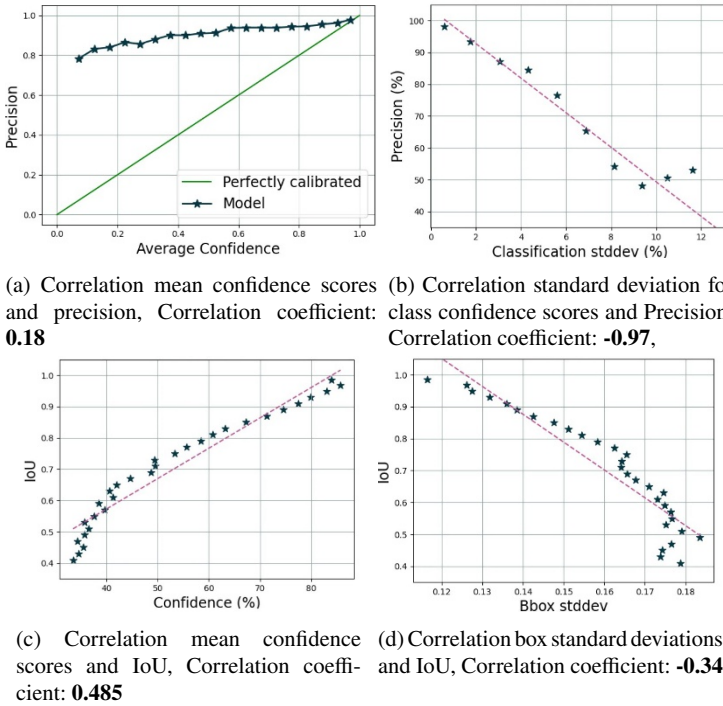 1.0
0.8
0.6
0.4
0.2
0.0
Precision
0.0 0.2 0.4 0.6 0.8 1.0
Average Confidence
Perfectly calibrated
Model
100
90
80
70
60
50
40
Precision (%)
0 2 4 6 8 10 12
Classification stddev (%)
(a) Correlation mean confidence scores
and precision, Correlation coefficient:
0.18
(b) Correlation standard deviation fo
class confidence scores and Precision
Correlation coefficient: -0.97,
1.0
0.9
0.8
0.7
0.6
0.5
0.4
IoU
40 50 60 70 80
Confidence (%)
1.0
0.9
0.8
0.7
0.6
0.5
0.4
IoU
0.12 0.13 0.14 0.15 0.16 0.17 0.18
Bbox stddev
(c) Correlation mean confidence
scores and IoU, Correlation coeffi-
cient: 0.485
(d) Correlation box standard deviations
and IoU, Correlation coefficient: -0.34